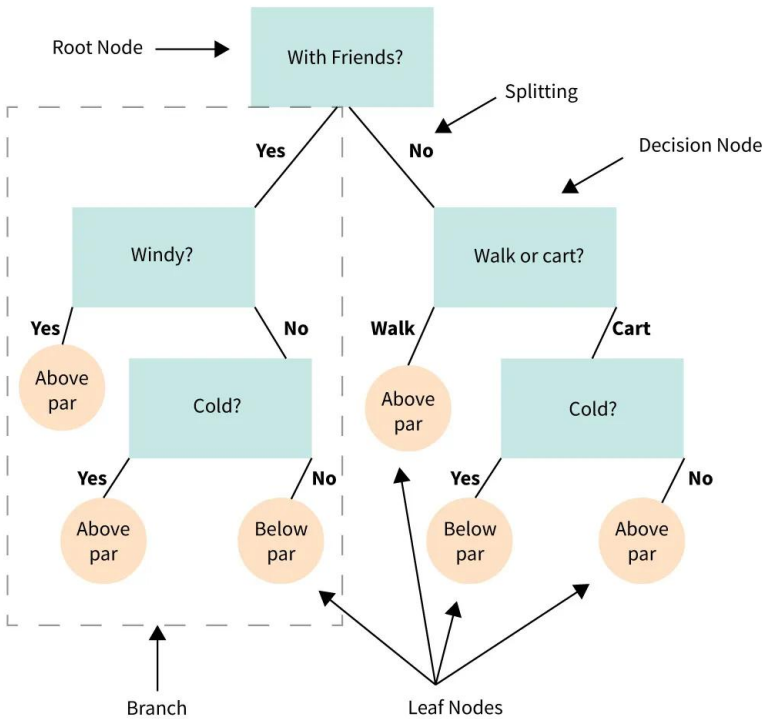 Root Node
With Friends?
Splitting
Yes
No
Decision Node
Windy?
Walk or cart?
Yes
No
Walk
Cart
Above
par
Cold?
Above
par
Cold?
Yes
No
Yes
No
Above
par
Below
par
Below
par
Above
par
Branch
Leaf Nodes